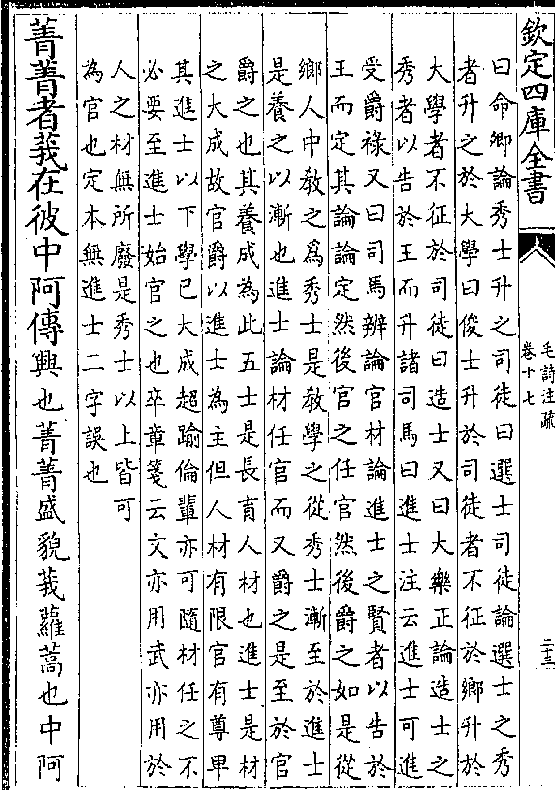 欽定四庫全書
毛詩注疏
卷十七
二十三
曰命鄉論秀士升之司徒曰選士司徒論選士之秀
者升之於大學曰俊士升於司徒者不征於鄉升於
大學者不征於司徒曰造士又曰大樂正論造士之
秀者以告於王而升諸司馬曰進士注云進士可進
受爵祿又曰司馬辨論官材論進士之賢者以告於
王而定其論論定然後官之任官然後爵之如是從
鄉人中教之爲秀士是教學之從秀士漸至於進士
是養之以漸也進士論材任官而又爵之是至於官
爵之也其養成為此五士是長育人材也進士是材
之大成故官爵以進士為主但人材有限官有尊卑
其進士以下學已大成超踰倫輩亦可隨材任之不
必要至進士始官之也卒章箋云文亦用武亦用於
人之材無所廢是秀士以上皆可
為官也定本無進士二字誤也
菁菁者莪在彼中阿傳興也菁菁盛貌莪蘿蒿也中阿